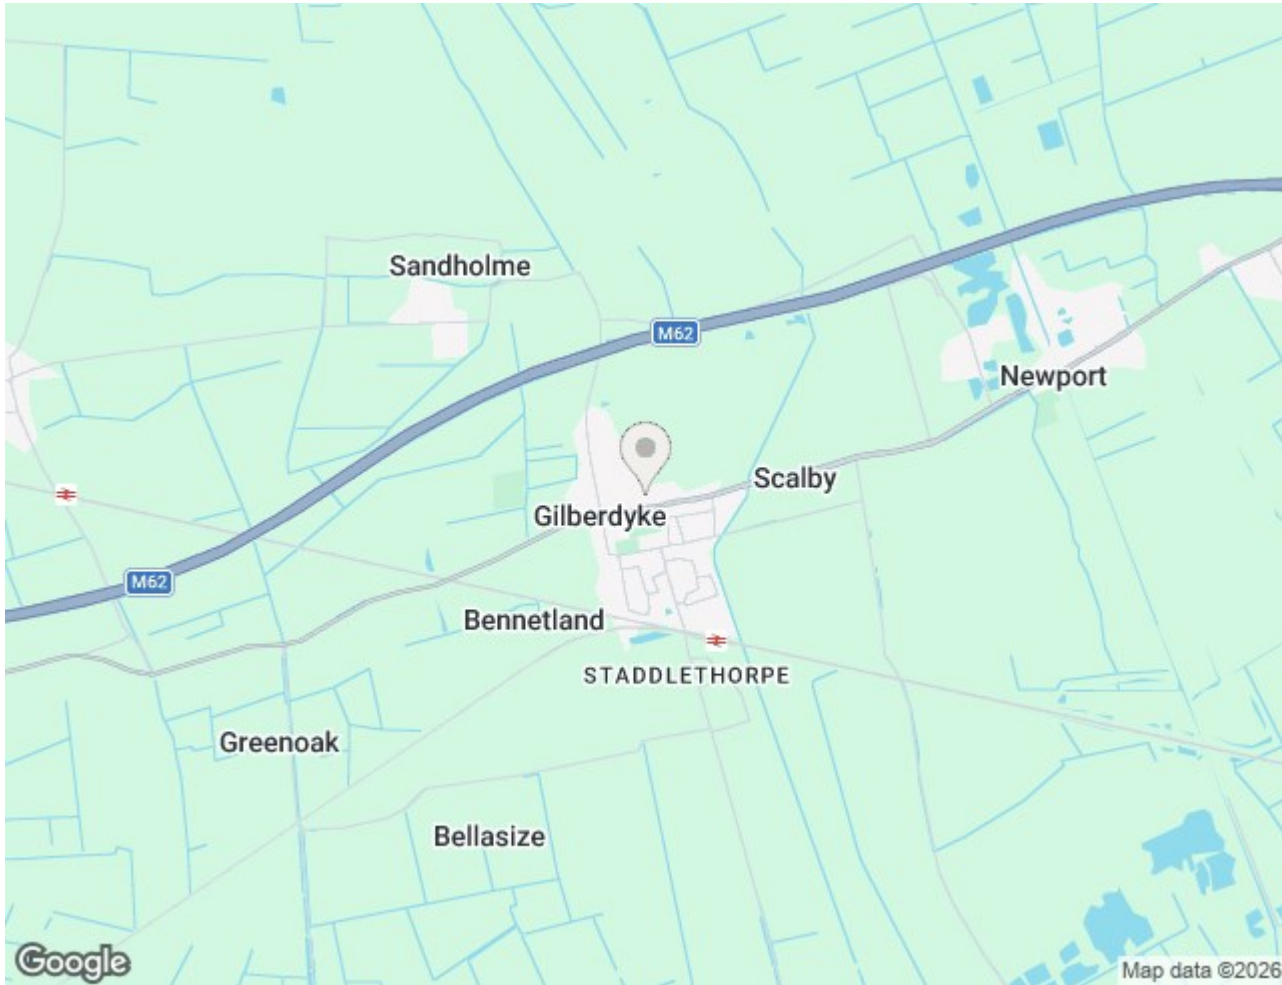 Sandholme
M62
Newport
Scalby
Gilberdyke
M62
Bennetland
STADDLETHORPE
Greenoak
Bellasize
Google
Map data ©2026